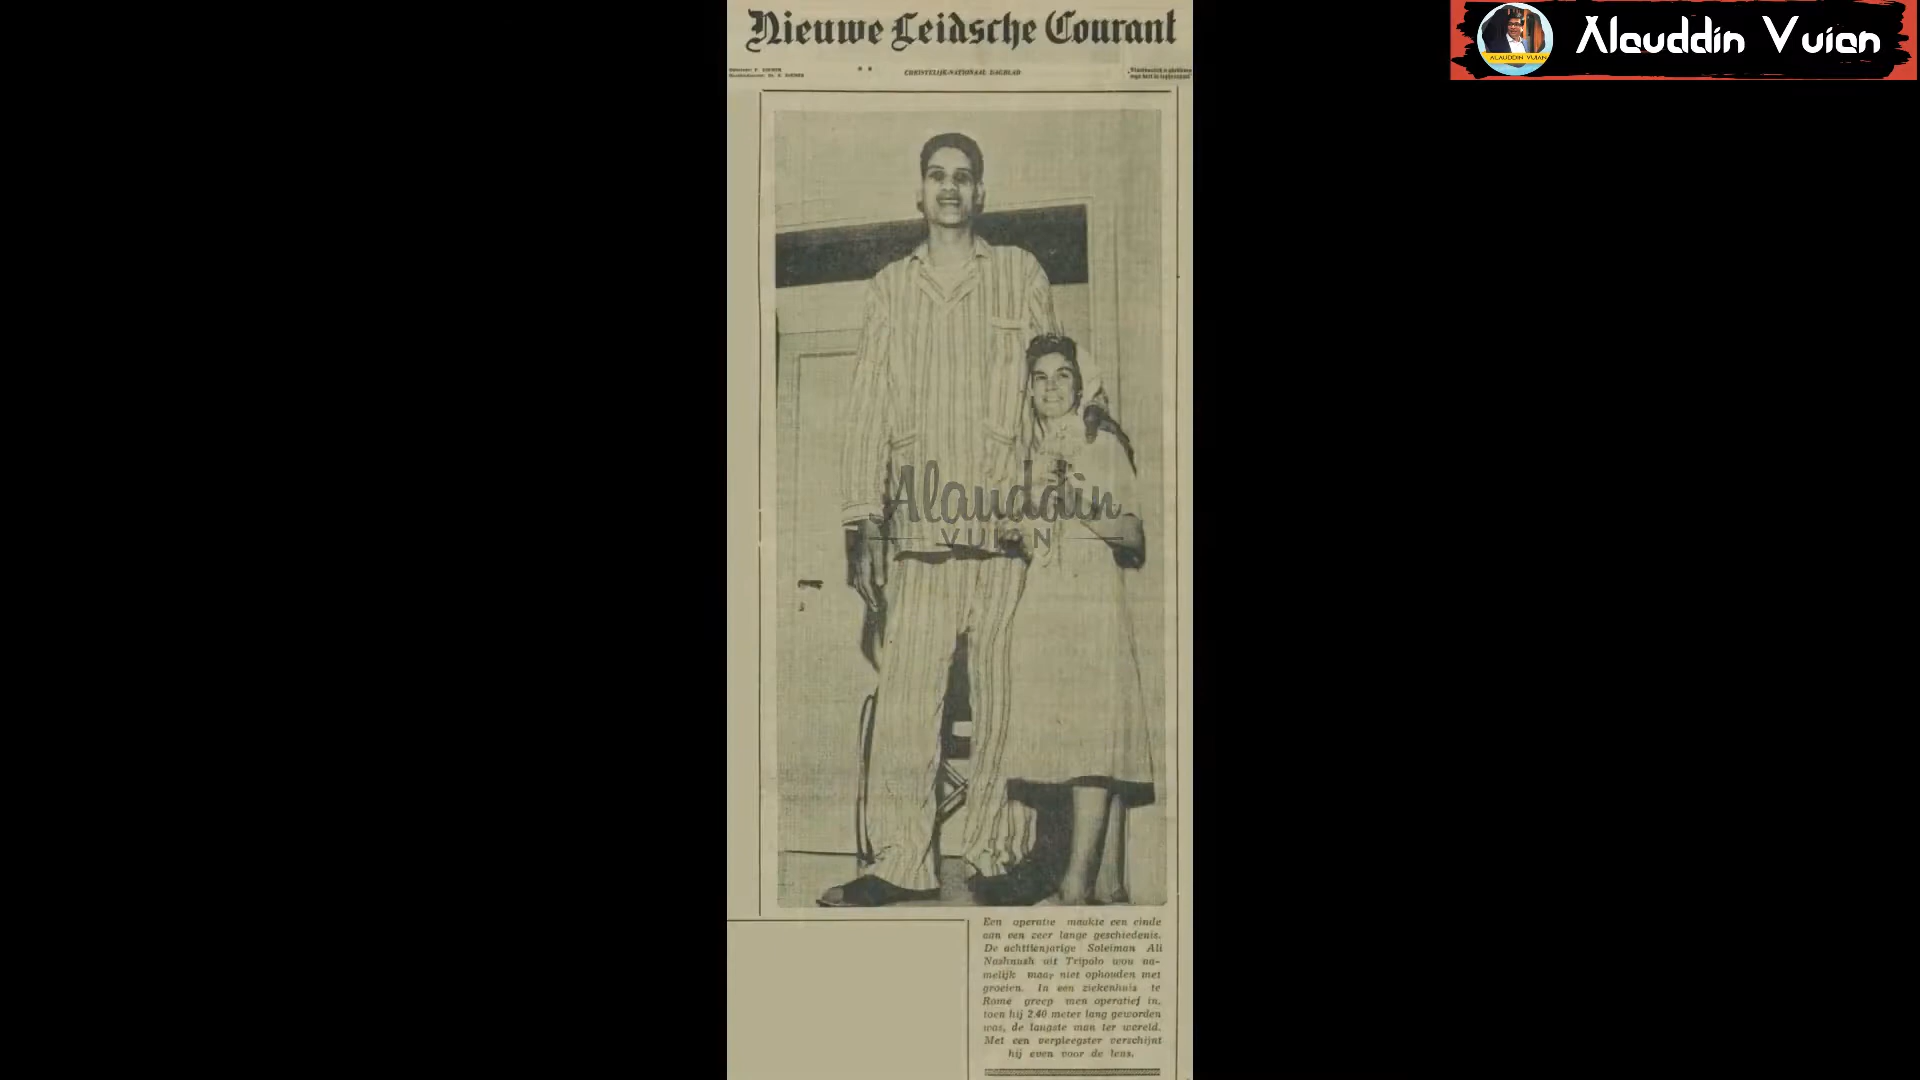 Nieuwe Leidsche Courant
Alauddin Vuian
CHRISTELIJK-NATIONAAL DAGBLAD
ALAUDDIN VUIAN
Alauddin
VUIAN
Een operatie maakte een einde
aan een zeer lange geschiedenis.
De achttienjarige Soleiman Ali
Nashnush uit Tripolo wou na-
melijk maar niet ophouden met
groeien. In een ziekenhuis te
Rome greep men operatief in,
toen hij 2.40 meter lang geworden
was, de langste man ter wereld.
Met een verpleegster verschijnt
hij even voor de lens.